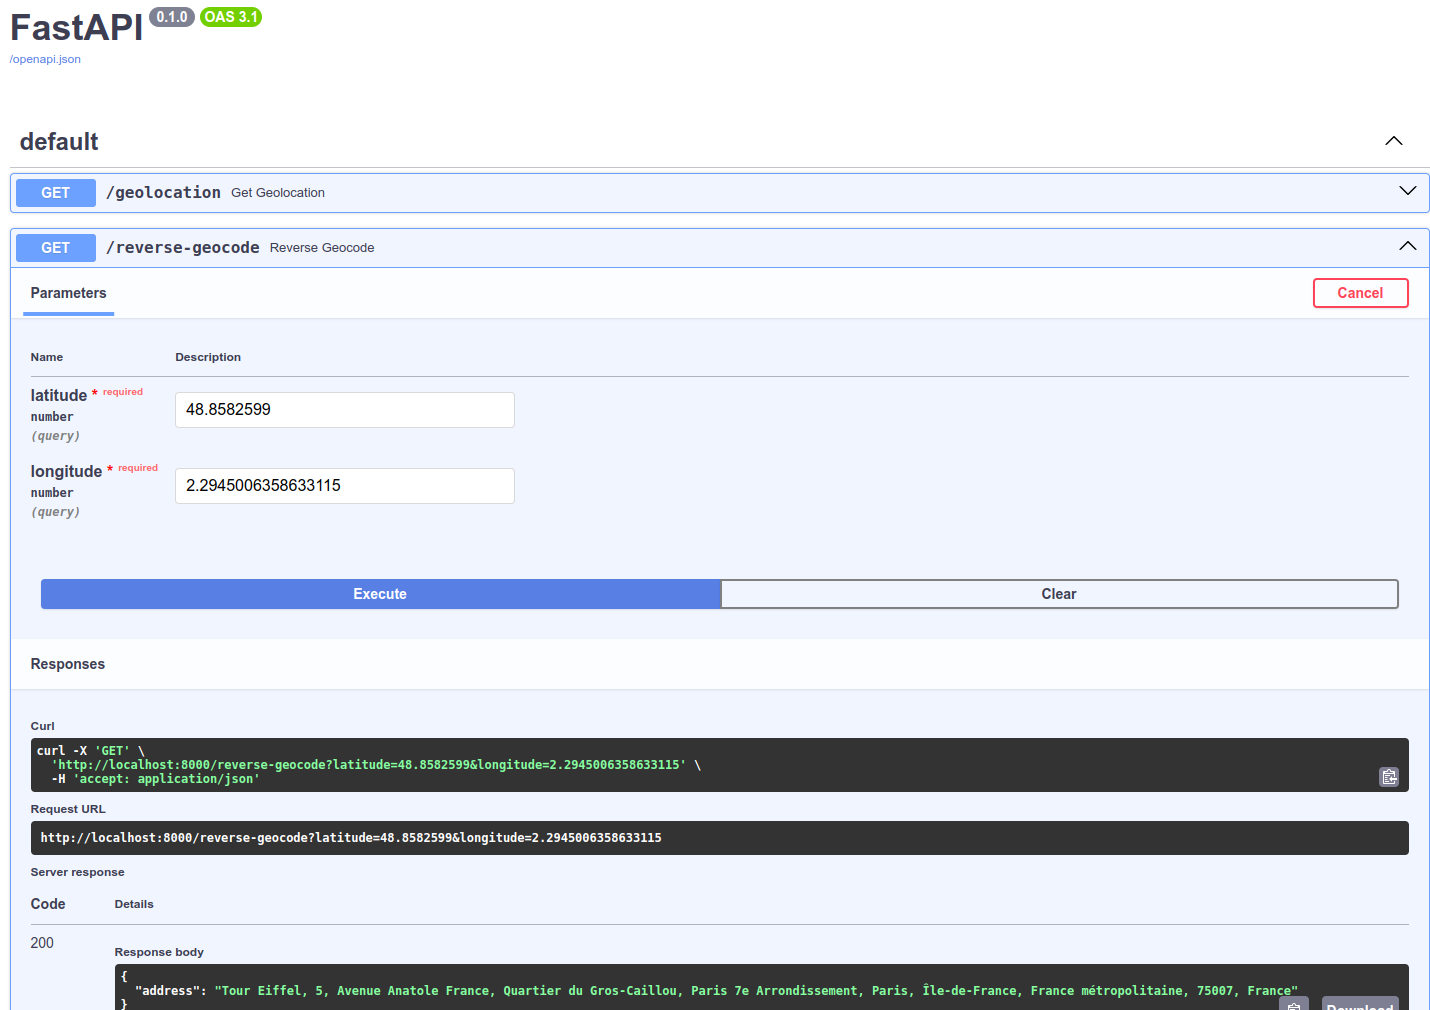 FastAPI 0.1.0 OAS 3.1
/openapi.json
default
GET /geolocation Get Geolocation
GET /reverse-geocode Reverse Geocode
Parameters Cancel
Name Description
latitude * required 48.8582599
number
(query)
longitude * required 2.2945006358633115
number
(query)
Execute Clear
Responses
Curl
curl -X 'GET' \
'http://localhost:8000/reverse-geocode?latitude=48.8582599&longitude=2.2945006358633115' \
-H 'accept: application/json'
Request URL
http://localhost:8000/reverse-geocode?latitude=48.8582599&longitude=2.2945006358633115
Server response
Code Details
200
Response body
{
"address": "Tour Eiffel, 5, Avenue Anatole France, Quartier du Gros-Caillou, Paris 7e Arrondissement, Paris, Île-de-France, France métropolitaine, 75007, France"
}
Download